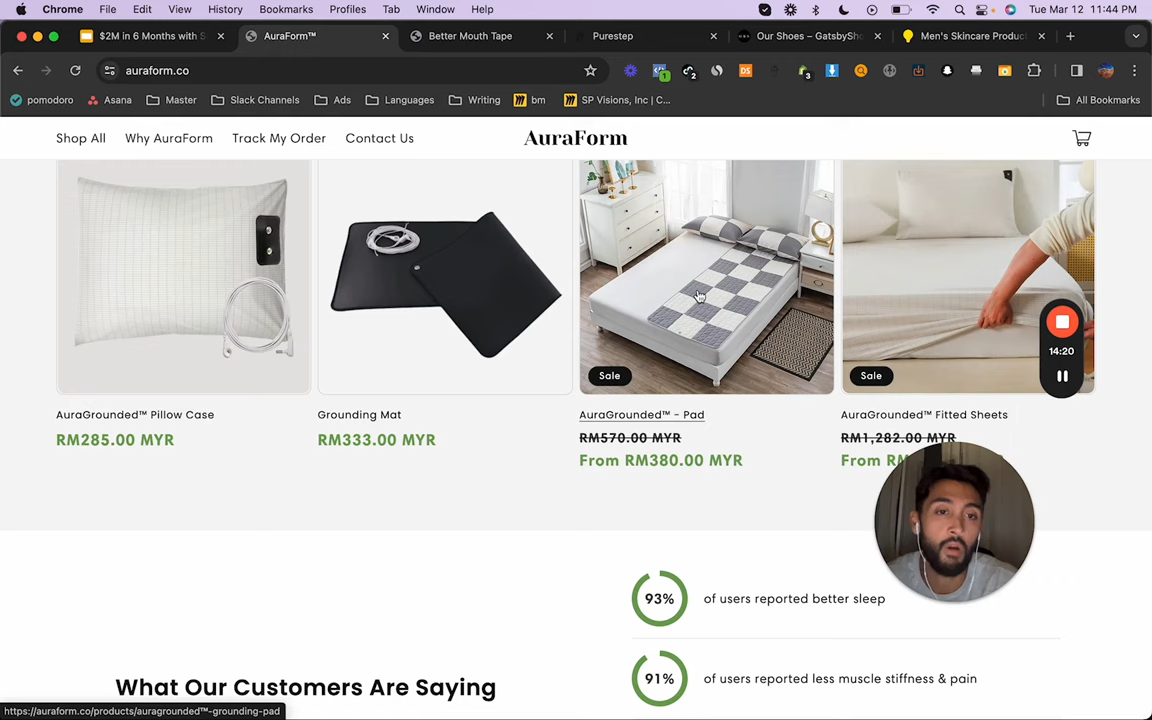 Chrome File Edit View History Bookmarks Profiles Tab Window Help Tue Mar 12 11:44 PM
$2M in 6 Months with S
AuraForm™
Better Mouth Tape
Purestep
Our Shoes – GatsbySho
Men's Skincare Produc
auraform.co
1
2
DS
3
pomodoro Asana Master Slack Channels Ads Languages Writing bm SP Visions, Inc | C... All Bookmarks
Shop All Why AuraForm Track My Order Contact Us
AuraForm
Sale
Sale
14:20
AuraGrounded™ Pillow Case
RM285.00 MYR
Grounding Mat
RM333.00 MYR
AuraGrounded™ - Pad
RM570.00 MYR
From RM380.00 MYR
AuraGrounded™ Fitted Sheets
RM1,282.00 MYR
From RM
93% of users reported better sleep
91% of users reported less muscle stiffness & pain
What Our Customers Are Saying
https://auraform.co/products/auragrounded™-grounding-pad